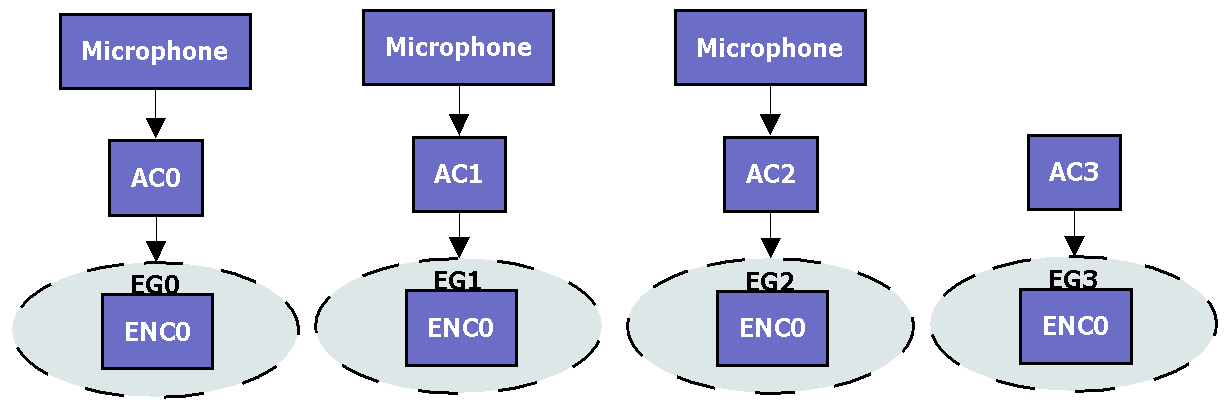 Microphone
Microphone
Microphone
AC0
AC1
AC2
AC3
EG0
EG1
EG2
EG3
ENC0
ENC0
ENC0
ENC0